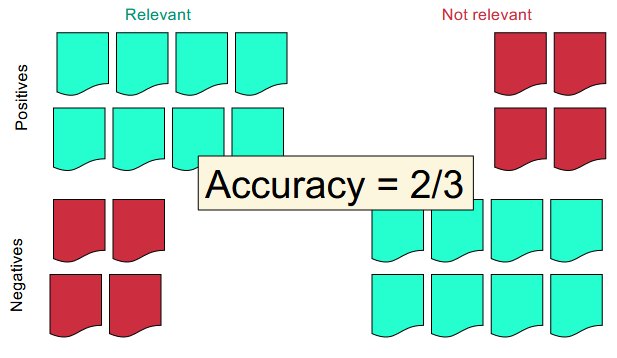 Relevant
Not relevant
Positives
Accuracy = 2/3
Negatives